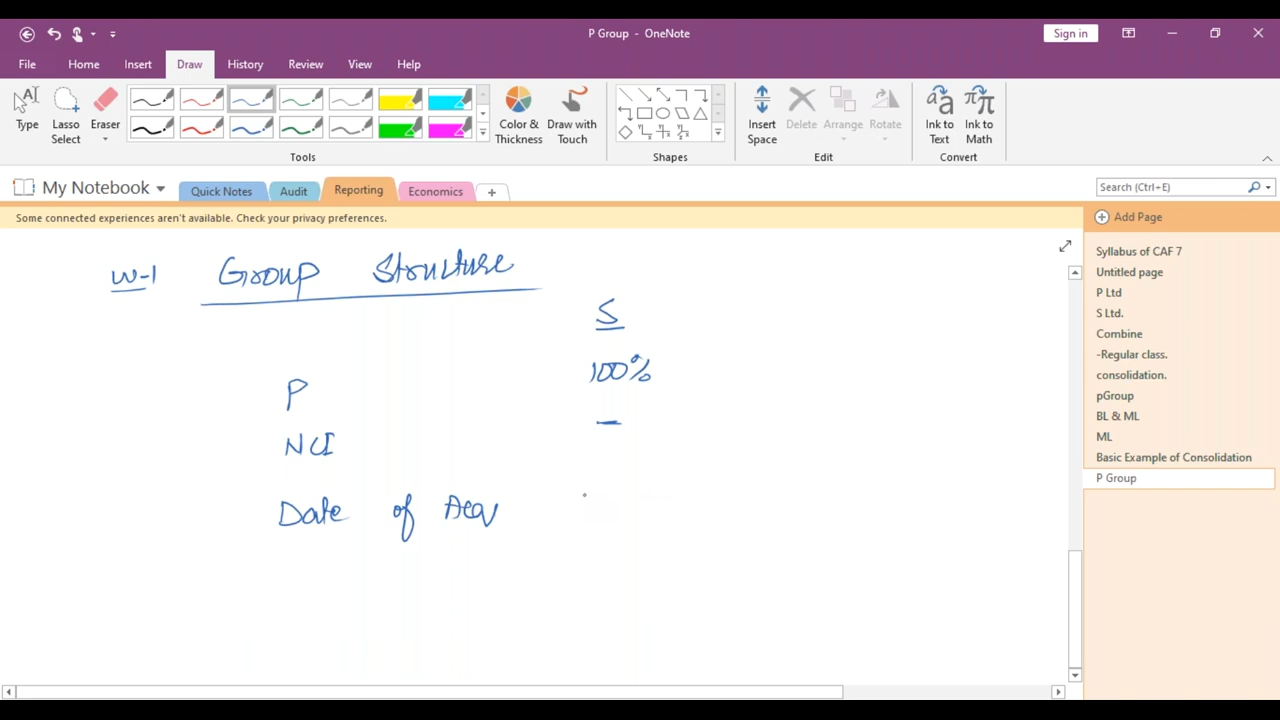 P Group - OneNote
Sign in
File Home Insert Draw History Review View Help
Type
Lasso Select
Eraser
Color & Thickness
Draw with Touch
Insert Space
Delete
Arrange
Rotate
Ink to Text
Ink to Math
Tools
Shapes
Edit
Convert
My Notebook
Quick Notes Audit Reporting Economics
Search (Ctrl+E)
Some connected experiences aren't available. Check your privacy preferences.
Add Page
Syllabus of CAF 7
Untitled page
P Ltd
S Ltd.
Combine
-Regular class.
consolidation.
pGroup
BL & ML
ML
Basic Example of Consolidation
P Group
W-1 Group Structure
S
P 100%
NCI -
Date of Acq